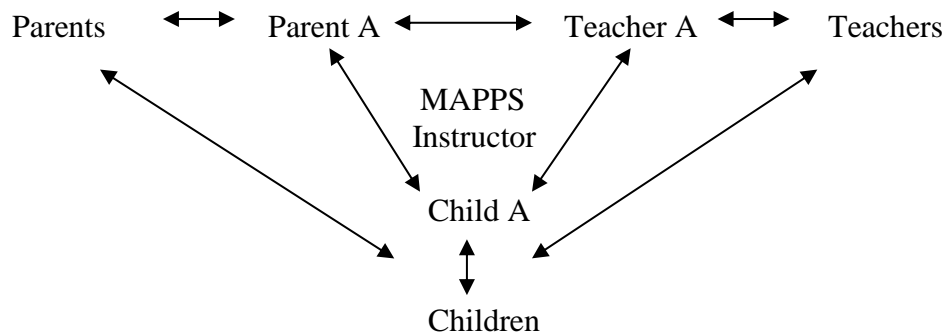 Parents Parent A Teacher A Teachers
MAPPS
Instructor
Child A
Children